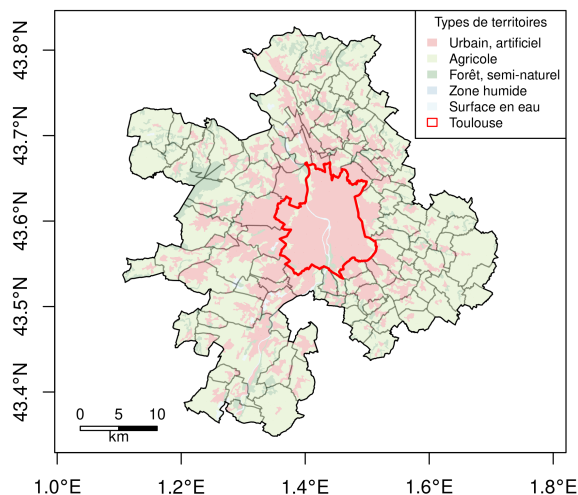 Types de territoires
Urbain, artificiel
Agricole
Forêt, semi-naturel
Zone humide
Surface en eau
Toulouse
43.8°N
43.7°N
43.6°N
43.5°N
43.4°N
0 5 10
km
1.0°E 1.2°E 1.4°E 1.6°E 1.8°E